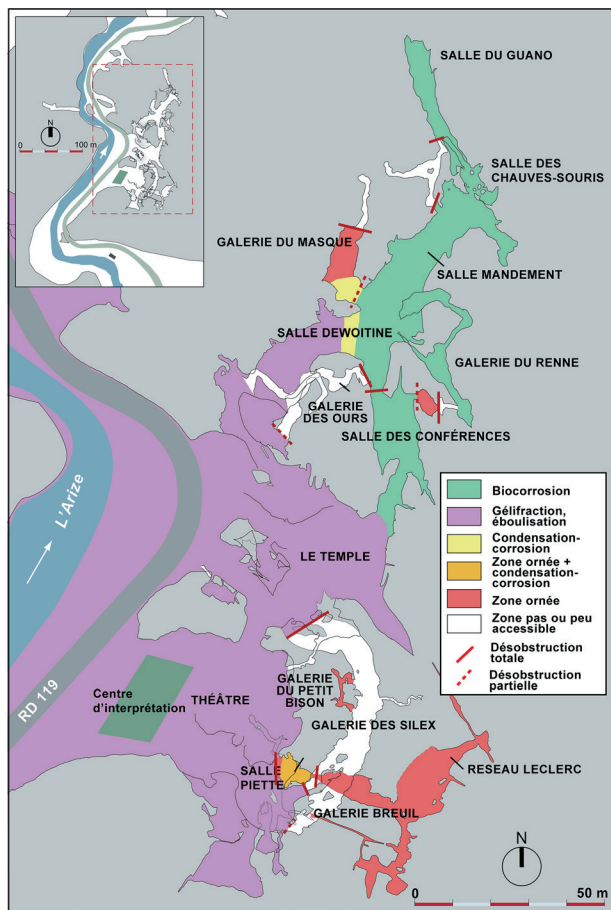 N
0
100 m
SALLE DU GUANO
SALLE DES
CHAUVES-SOURIS
GALERIE DU MASQUE
SALLE MANDEMENT
SALLE DEWOITINE
GALERIE DU RENNE
GALERIE
DES OURS
SALLE DES CONFÉRENCES
L'Arize
RD 119
LE TEMPLE
Centre
d'interprétation
THÉÂTRE
GALERIE
DU PETIT
BISON
GALERIE DES SILEX
SALLE
PIETTE
RESEAU LECLERC
GALERIE BREUIL
Biocorrosion
Gélifraction,
éboulisation
Condensation-
corrosion
Zone ornée +
condensation-
corrosion
Zone ornée
Zone pas ou peu
accessible
Désobstruction
totale
Désobstruction
partielle
N
0
50 m